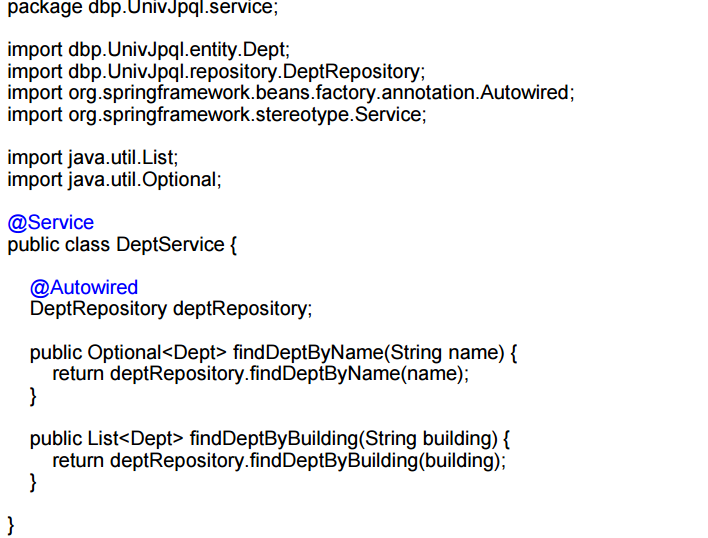 package dbp.UnivJpql.service;
import dbp.UnivJpql.entity.Dept;
import dbp.UnivJpql.repository.DeptRepository;
import org.springframework.beans.factory.annotation.Autowired;
import org.springframework.stereotype.Service;
import java.util.List;
import java.util.Optional;
@Service
public class DeptService {
@Autowired
DeptRepository deptRepository;
public Optional<Dept> findDeptByName(String name) {
return deptRepository.findDeptByName(name);
}
public List<Dept> findDeptByBuilding(String building) {
return deptRepository.findDeptByBuilding(building);
}
}